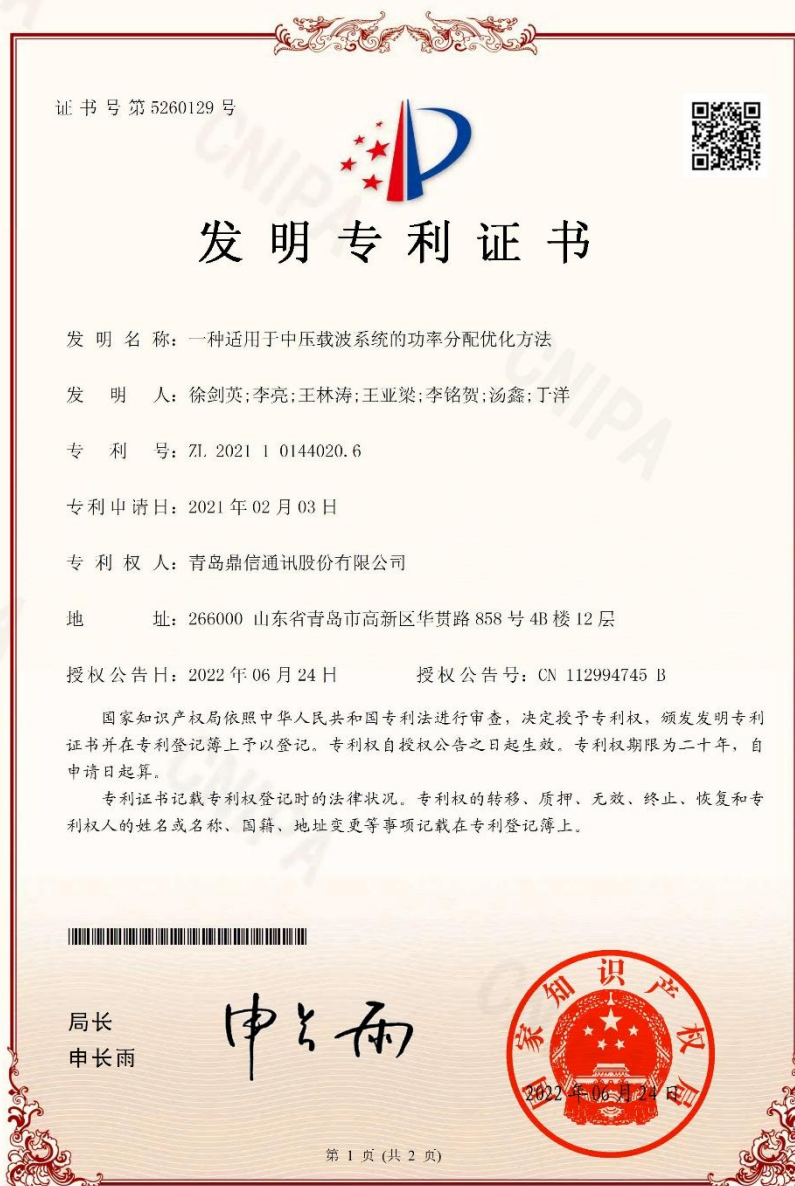 证书号第5260129号
发明专利证书
发明名称：一种适用于中压载波系统的功率分配优化方法
发明人：徐剑英;李亮;王林涛;王亚梁;李铭贺;汤鑫;丁洋
专利号：ZL 2021 1 0144020.6
专利申请日：2021年02月03日
专利权人：青岛鼎信通讯股份有限公司
地址：266000 山东省青岛市高新区华贯路858号4B楼12层
授权公告日：2022年06月24日 授权公告号：CN 112994745 B
国家知识产权局依照中华人民共和国专利法进行审查，决定授予专利权，颁发发明专利
证书并在专利登记簿上予以登记。专利权自授权公告之日起生效。专利权期限为二十年，自
申请日起算。
专利证书记载专利权登记时的法律状况。专利权的转移、质押、无效、终止、恢复和专
利权人的姓名或名称、国籍、地址变更等事项记载在专利登记簿上。
局长
申长雨
申长雨
国家知识产权局
2022年06月24日
第1页(共2页)
CNIPA
CNIPA
CNIPA